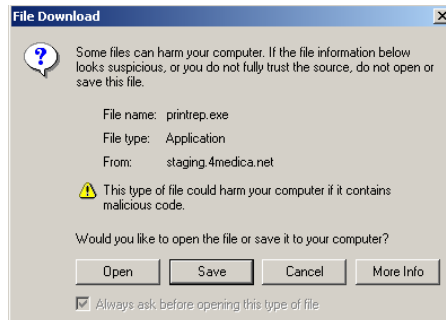 File Download
Some files can harm your computer. If the file information below
looks suspicious, or you do not fully trust the source, do not open or
save this file.
File name: printrep.exe
File type: Application
From: staging.4medica.net
This type of file could harm your computer if it contains
malicious code.
Would you like to open the file or save it to your computer?
Open Save Cancel More Info
Always ask before opening this type of file